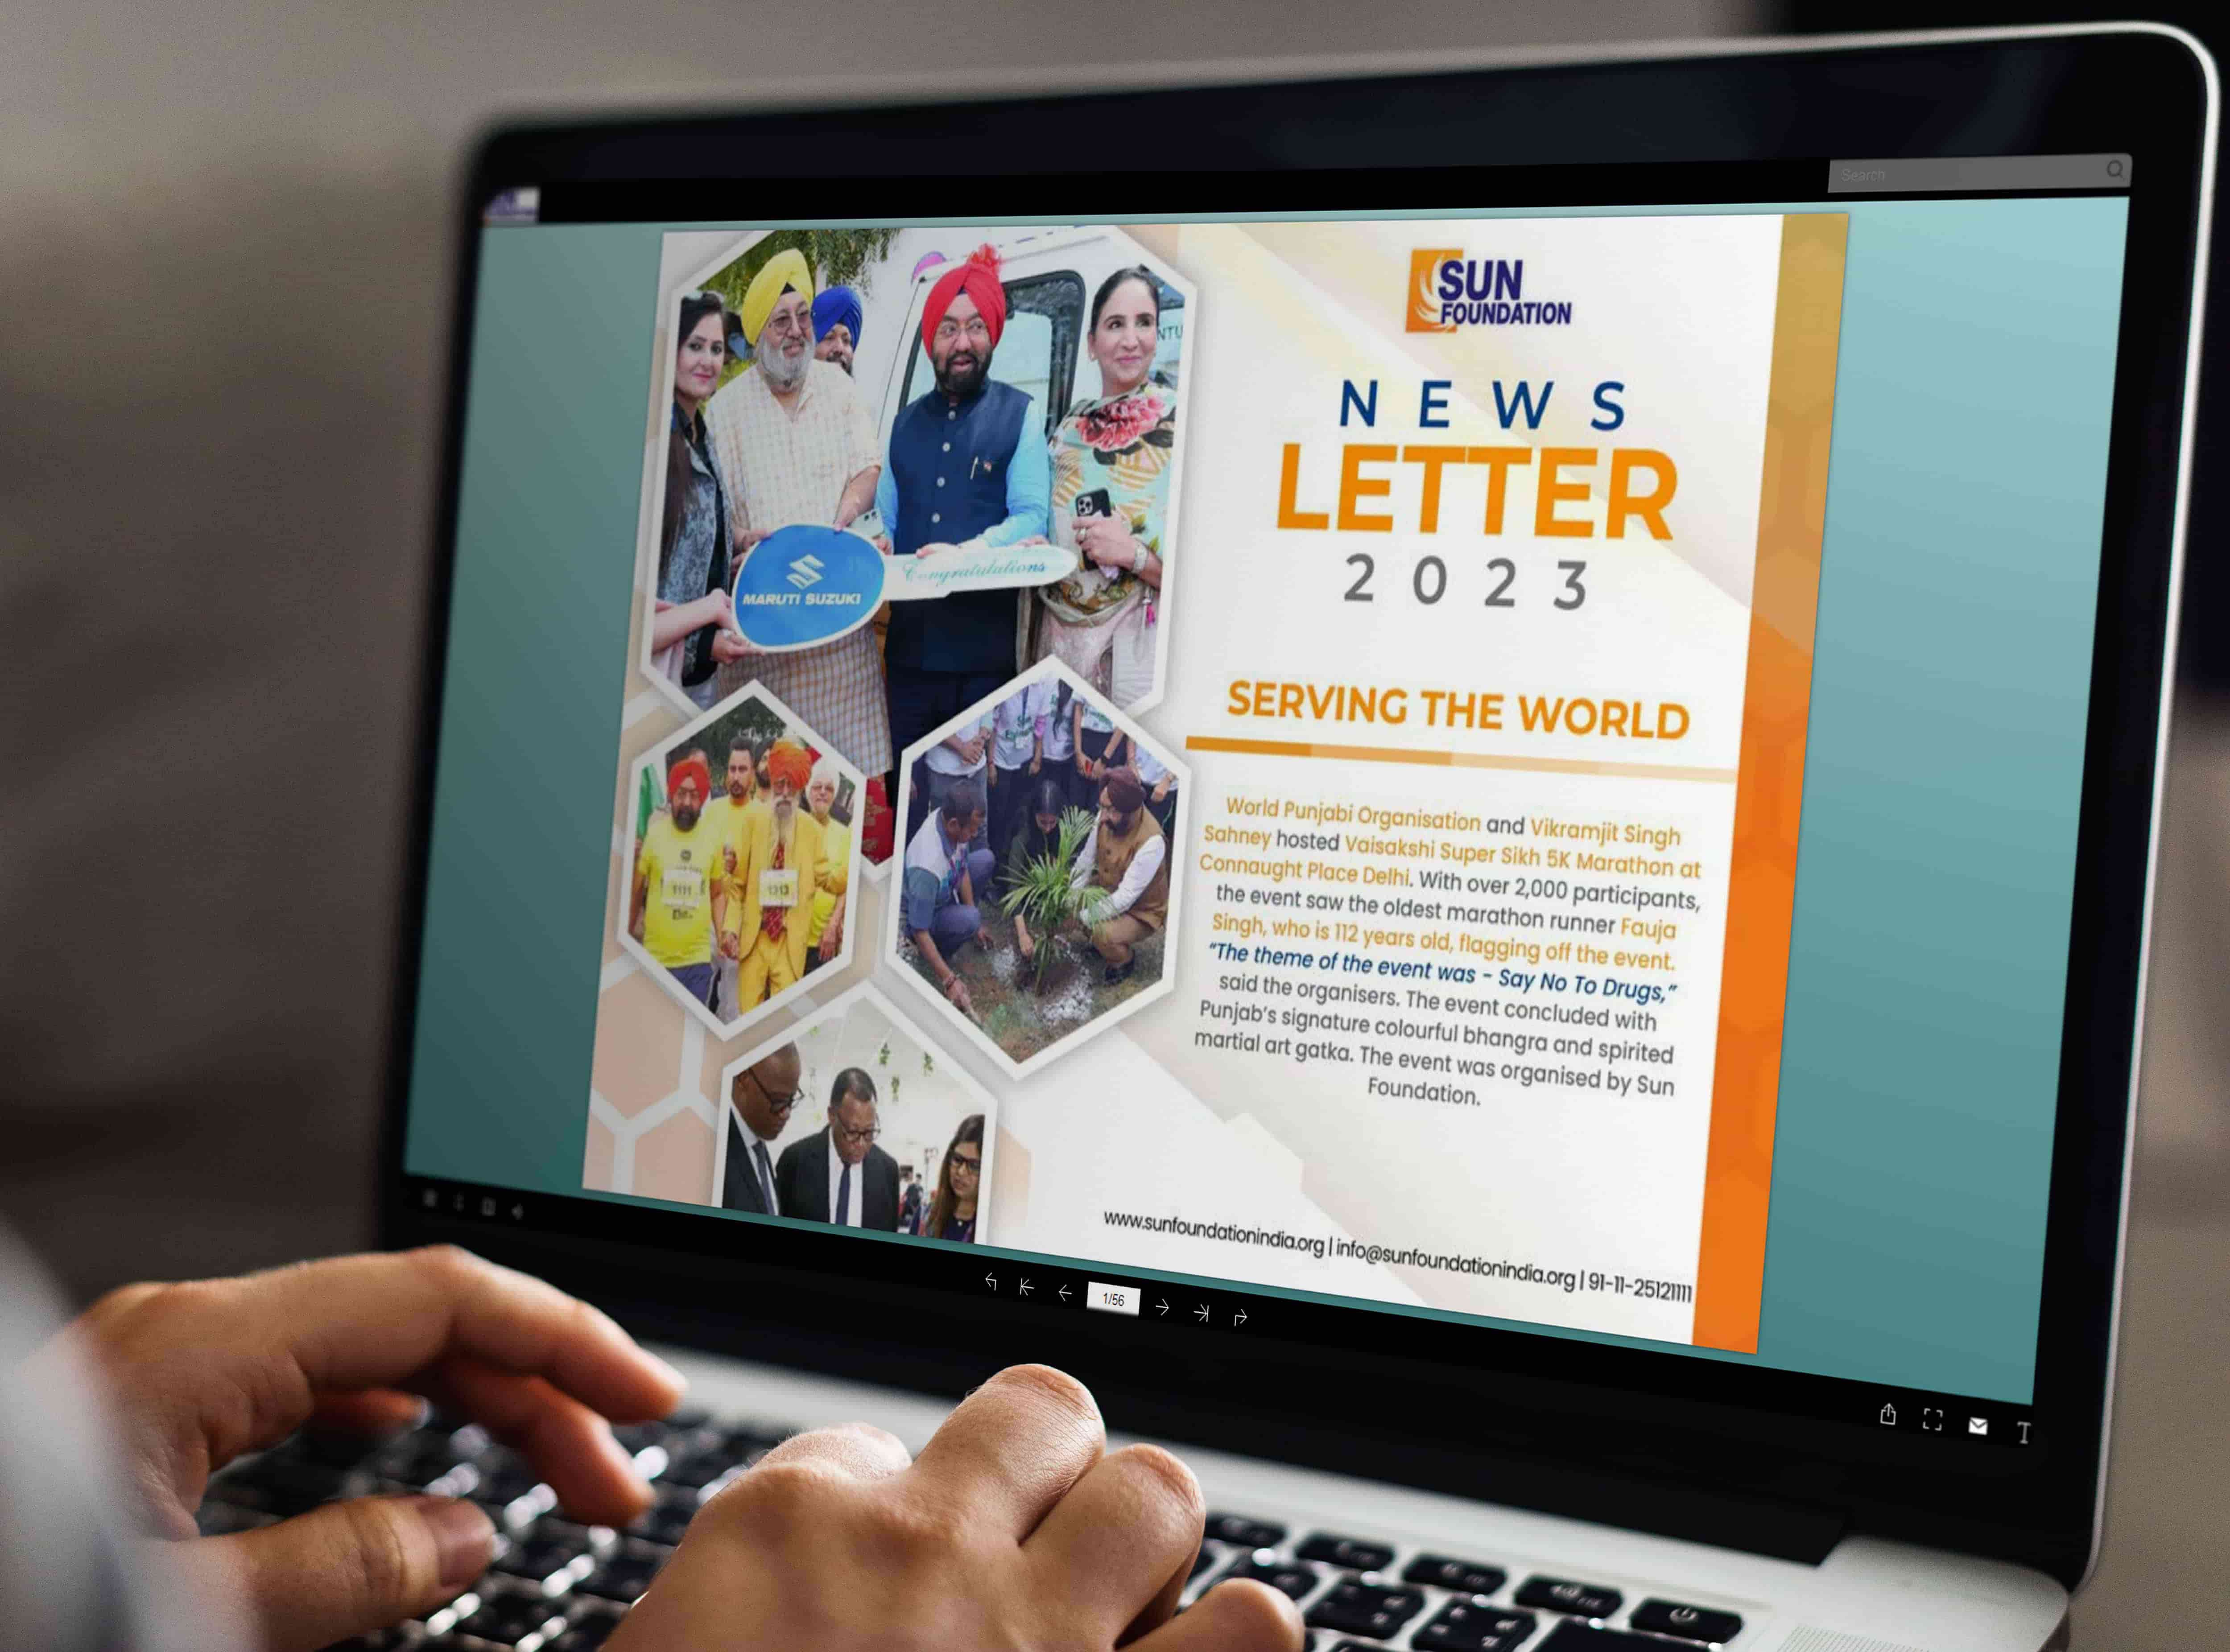 Search
SUN
FOUNDATION
NEWS
LETTER
2023
MARUTI SUZUKI
Congratulations
SERVING THE WORLD
World Punjabi Organisation and Vikramjit Singh
Sahney hosted Vaisakshi Super Sikh 5K Marathon at
Connaught Place Delhi. With over 2,000 participants,
the event saw the oldest marathon runner Fauja
Singh, who is 112 years old, flagging off the event.
“The theme of the event was - Say No To Drugs,”
said the organisers. The event concluded with
Punjab’s signature colourful bhangra and spirited
martial art gatka. The event was organised by Sun
Foundation.
1111
1313
www.sunfoundationindia.org | info@sunfoundationindia.org | 91-11-25121111
1/56
T